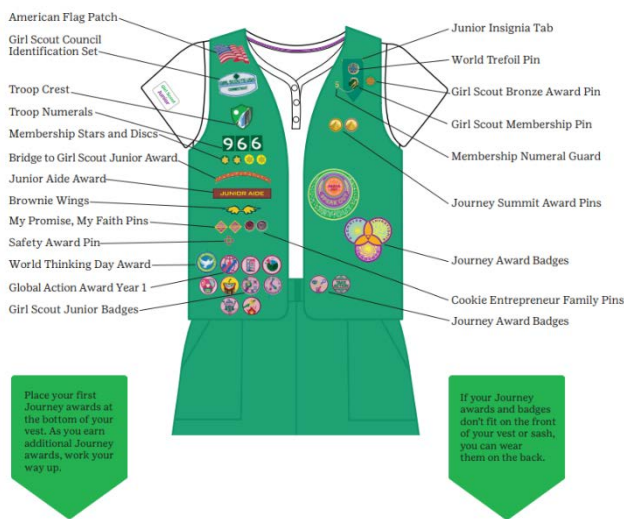 American Flag Patch
Girl Scout Council
Identification Set
Troop Crest
Troop Numerals
Membership Stars and Discs
Bridge to Girl Scout Junior Award
Junior Aide Award
Brownie Wings
My Promise, My Faith Pins
Safety Award Pin
World Thinking Day Award
Global Action Award Year 1
Girl Scout Junior Badges
966
JUNIOR AIDE
Junior Insignia Tab
World Trefoil Pin
Girl Scout Bronze Award Pin
Girl Scout Membership Pin
Membership Numeral Guard
Journey Summit Award Pins
Journey Award Badges
Cookie Entrepreneur Family Pins
Journey Award Badges
Place your first
Journey awards at
the bottom of your
vest. As you earn
additional Journey
awards, work your
way up.
If your Journey
awards and badges
don't fit on the front
of your vest or sash,
you can wear
them on the back.